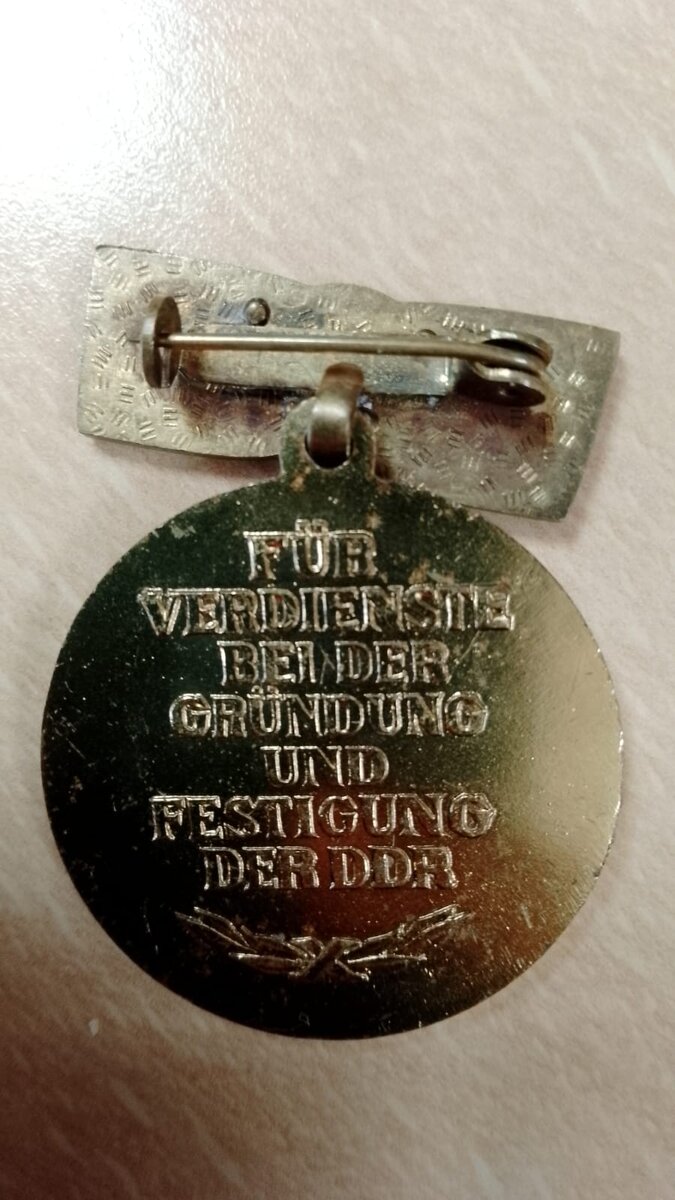 FÜR
VERDIENSTE
BEI DER
GRÜNDUNG
UND
FESTIGUNG
DER DDR